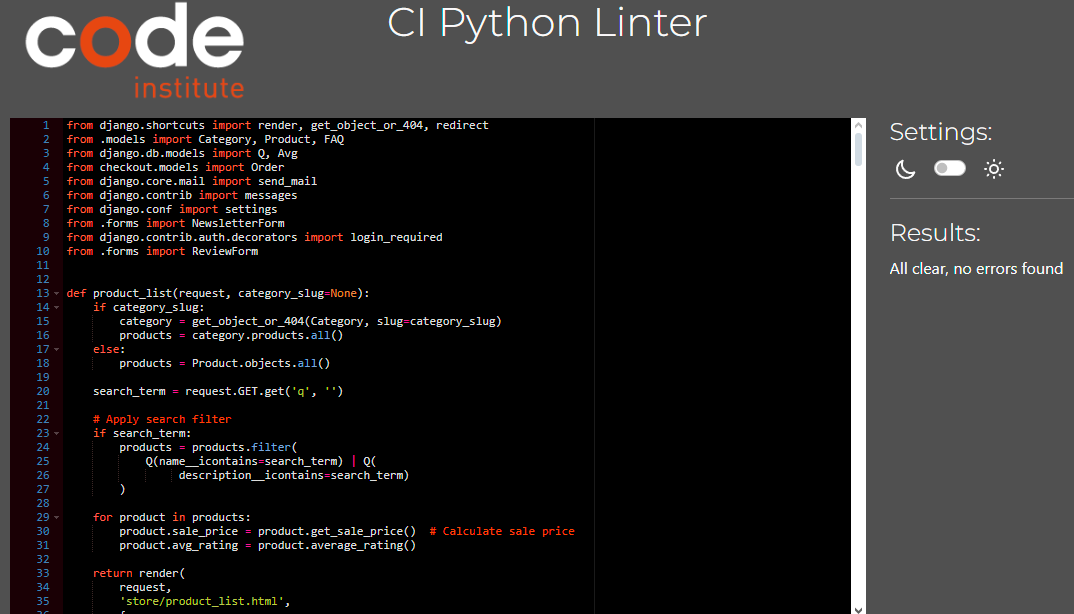 code
institute
CI Python Linter
1 from django.shortcuts import render, get_object_or_404, redirect
2 from .models import Category, Product, FAQ
3 from django.db.models import Q, Avg
4 from checkout.models import Order
5 from django.core.mail import send_mail
6 from django.contrib import messages
7 from django.conf import settings
8 from .forms import NewsletterForm
9 from django.contrib.auth.decorators import login_required
10 from .forms import ReviewForm
11
12
13 def product_list(request, category_slug=None):
14     if category_slug:
15         category = get_object_or_404(Category, slug=category_slug)
16         products = category.products.all()
17     else:
18         products = Product.objects.all()
19
20     search_term = request.GET.get('q', '')
21
22     # Apply search filter
23     if search_term:
24         products = products.filter(
25             Q(name__icontains=search_term) | Q(
26                 description__icontains=search_term)
27         )
28
29     for product in products:
30         product.sale_price = product.get_sale_price()  # Calculate sale price
31         product.avg_rating = product.average_rating()
32
33     return render(
34         request,
35         'store/product_list.html',
36         {
Settings:
Results:
All clear, no errors found